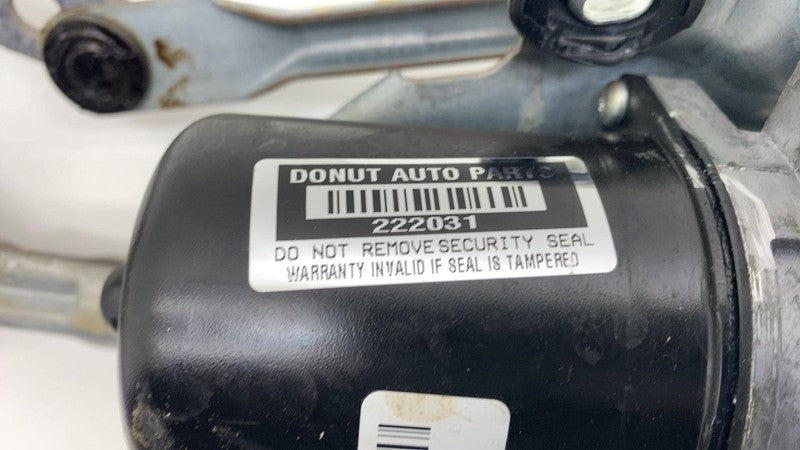 DONUT AUTO PARTS
222031
DO NOT REMOVE SECURITY SEAL
WARRANTY INVALID IF SEAL IS TAMPERED